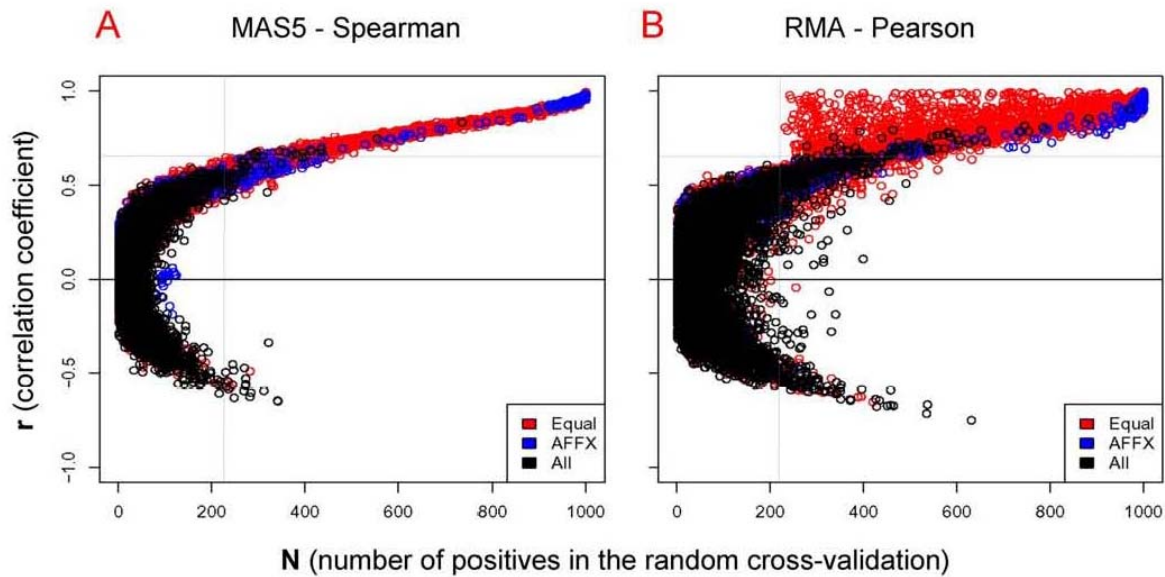 A MAS5 - Spearman
B RMA - Pearson
r (correlation coefficient)
1.0
0.5
0.0
-0.5
-1.0
Equal
AFFX
All
0 200 400 600 800 1000
Equal
AFFX
All
0 200 400 600 800 1000
N (number of positives in the random cross-validation)